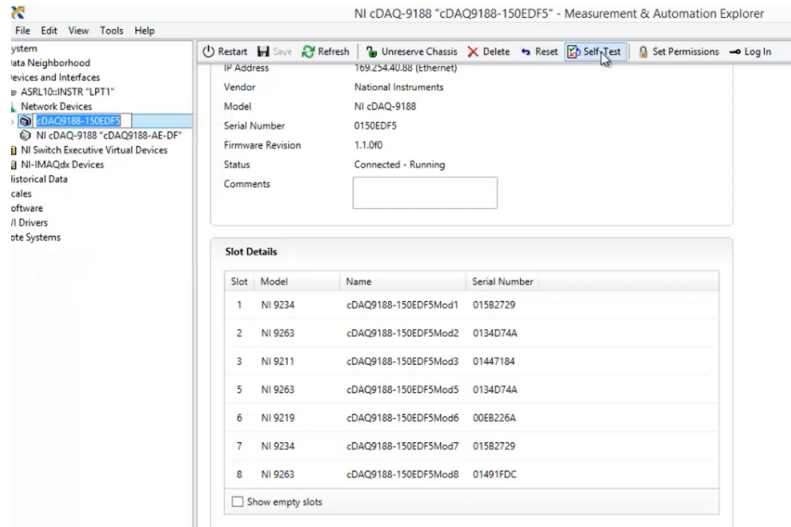 NI cDAQ-9188 "cDAQ9188-150EDF5" - Measurement & Automation Explorer
File Edit View Tools Help
ystem
ata Neighborhood
evices and Interfaces
ASRL10::INSTR "LPT1"
Network Devices
cDAQ9188-150EDF5
NI cDAQ-9188 "cDAQ9188-AE-DF"
NI Switch Executive Virtual Devices
NI-IMAQdx Devices
istorical Data
cales
oftware
I Drivers
ote Systems
Restart Save Refresh Unreserve Chassis Delete Reset Self-Test Set Permissions Log In
IP Address 169.254.40.88 (Ethernet)
Vendor National Instruments
Model NI cDAQ-9188
Serial Number 0150EDF5
Firmware Revision 1.1.0f0
Status Connected - Running
Comments
Slot Details
Slot Model Name Serial Number
1 NI 9234 cDAQ9188-150EDF5Mod1 015B2729
2 NI 9263 cDAQ9188-150EDF5Mod2 0134D74A
3 NI 9211 cDAQ9188-150EDF5Mod3 01447184
5 NI 9263 cDAQ9188-150EDF5Mod5 0134D74A
6 NI 9219 cDAQ9188-150EDF5Mod6 00EB226A
7 NI 9234 cDAQ9188-150EDF5Mod7 015B2729
8 NI 9263 cDAQ9188-150EDF5Mod8 01491FDC
Show empty slots